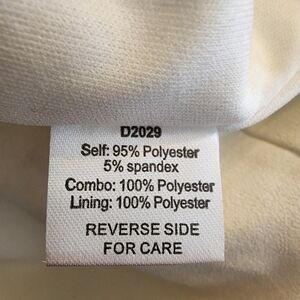 D2029
Self: 95% Polyester
5% spandex
Combo: 100% Polyester
Lining: 100% Polyester
REVERSE SIDE
FOR CARE